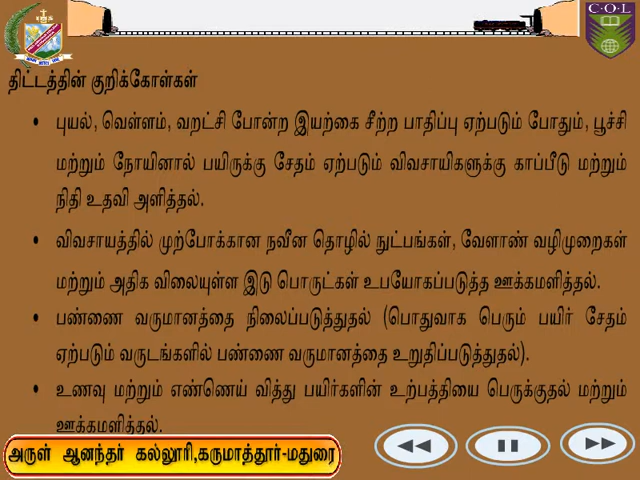 C.O.L
திட்டத்தின் குறிக்கோள்கள்
• புயல், வெள்ளம், வறட்சி போன்ற இயற்கை சீற்ற பாதிப்பு ஏற்படும் போதும், பூச்சி
மற்றும் நோயினால் பயிருக்கு சேதம் ஏற்படும் விவசாயிகளுக்கு காப்பீடு மற்றும்
நிதி உதவி அளித்தல்.
• விவசாயத்தில் முற்போக்கான நவீன தொழில் நுட்பங்கள், வேளாண் வழிமுறைகள்
மற்றும் அதிக விலையுள்ள இடு பொருட்கள் உபயோகப்படுத்த ஊக்கமளித்தல்.
• பண்ணை வருமானத்தை நிலைப்படுத்துதல் (பொதுவாக பெரும் பயிர் சேதம்
ஏற்படும் வருடங்களில் பண்ணை வருமானத்தை உறுதிப்படுத்துதல்).
• உணவு மற்றும் எண்ணெய் வித்து பயிர்களின் உற்பத்தியை பெருக்குதல் மற்றும்
ஊக்கமளித்தல்.
அருள் ஆனந்தர் கல்லூரி,கருமாத்தூர்-மதுரை